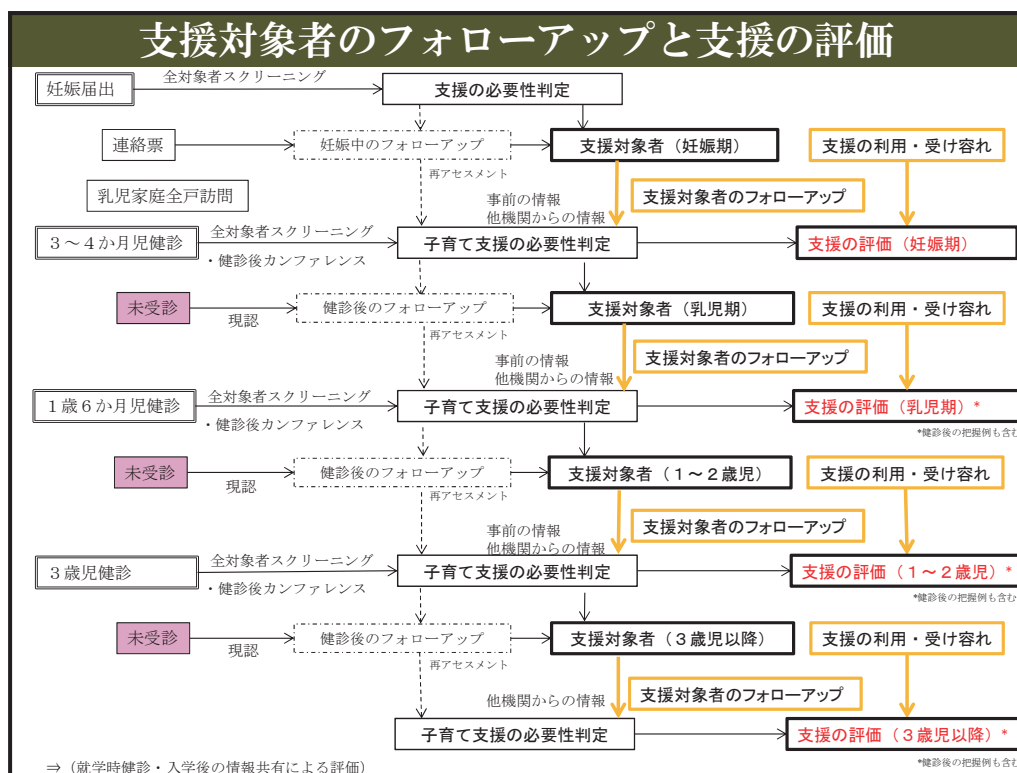 支援対象者のフォローアップと支援の評価
妊娠届出
全対象者スクリーニング
支援の必要性判定
連絡票
妊娠中のフォローアップ
支援対象者（妊娠期）
支援の利用・受け容れ
再アセスメント
乳児家庭全戸訪問
事前の情報
他機関からの情報
支援対象者のフォローアップ
３～４か月児健診
全対象者スクリーニング
・健診後カンファレンス
子育て支援の必要性判定
支援の評価（妊娠期）
未受診
現認
健診後のフォローアップ
支援対象者（乳児期）
支援の利用・受け容れ
再アセスメント
事前の情報
他機関からの情報
支援対象者のフォローアップ
１歳６か月児健診
全対象者スクリーニング
・健診後カンファレンス
子育て支援の必要性判定
支援の評価（乳児期）*
*健診後の把握例も含む
未受診
現認
健診後のフォローアップ
支援対象者（１～２歳児）
支援の利用・受け容れ
再アセスメント
事前の情報
他機関からの情報
支援対象者のフォローアップ
３歳児健診
全対象者スクリーニング
・健診後カンファレンス
子育て支援の必要性判定
支援の評価（１～２歳児）*
*健診後の把握例も含む
未受診
現認
健診後のフォローアップ
支援対象者（３歳児以降）
支援の利用・受け容れ
再アセスメント
他機関からの情報
支援対象者のフォローアップ
子育て支援の必要性判定
支援の評価（３歳児以降）*
*健診後の把握例も含む
⇒（就学時健診・入学後の情報共有による評価）